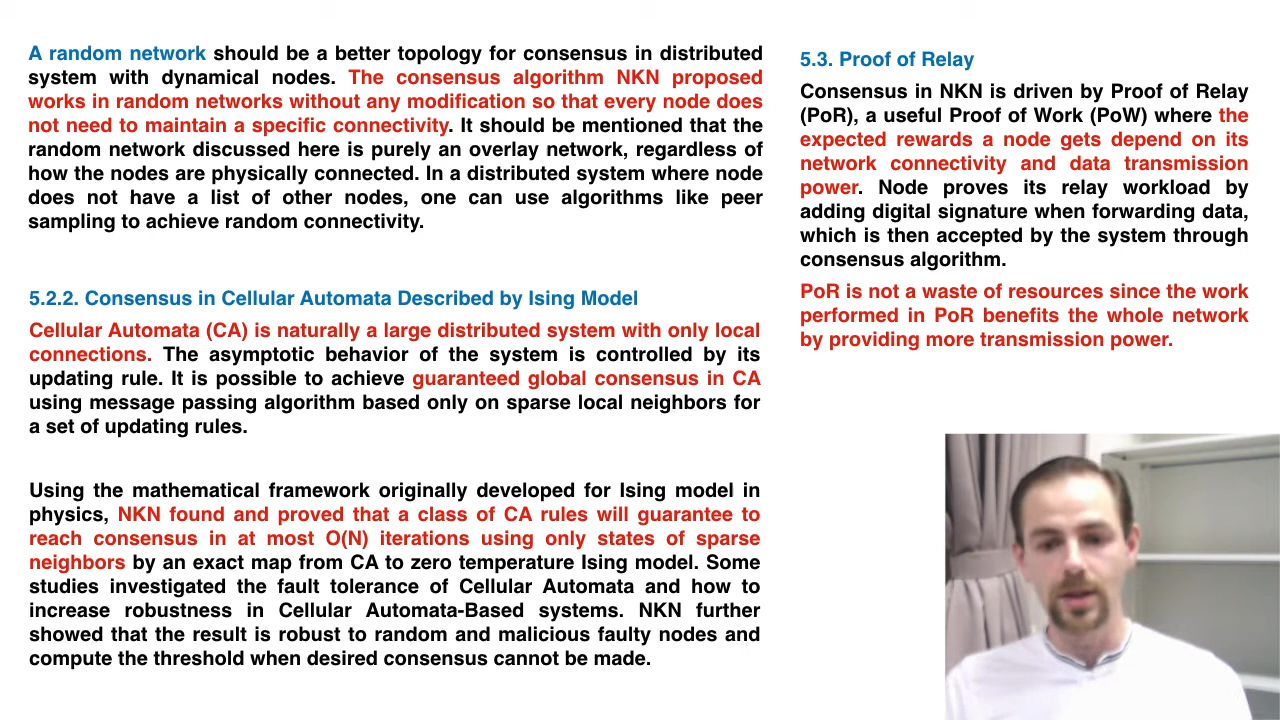 A random network should be a better topology for consensus in distributed
system with dynamical nodes. The consensus algorithm NKN proposed
works in random networks without any modification so that every node does
not need to maintain a specific connectivity. It should be mentioned that the
random network discussed here is purely an overlay network, regardless of
how the nodes are physically connected. In a distributed system where node
does not have a list of other nodes, one can use algorithms like peer
sampling to achieve random connectivity.
5.2.2. Consensus in Cellular Automata Described by Ising Model
Cellular Automata (CA) is naturally a large distributed system with only local
connections. The asymptotic behavior of the system is controlled by its
updating rule. It is possible to achieve guaranteed global consensus in CA
using message passing algorithm based only on sparse local neighbors for
a set of updating rules.
Using the mathematical framework originally developed for Ising model in
physics, NKN found and proved that a class of CA rules will guarantee to
reach consensus in at most O(N) iterations using only states of sparse
neighbors by an exact map from CA to zero temperature Ising model. Some
studies investigated the fault tolerance of Cellular Automata and how to
increase robustness in Cellular Automata-Based systems. NKN further
showed that the result is robust to random and malicious faulty nodes and
compute the threshold when desired consensus cannot be made.
5.3. Proof of Relay
Consensus in NKN is driven by Proof of Relay
(PoR), a useful Proof of Work (PoW) where the
expected rewards a node gets depend on its
network connectivity and data transmission
power. Node proves its relay workload by
adding digital signature when forwarding data,
which is then accepted by the system through
consensus algorithm.
PoR is not a waste of resources since the work
performed in PoR benefits the whole network
by providing more transmission power.